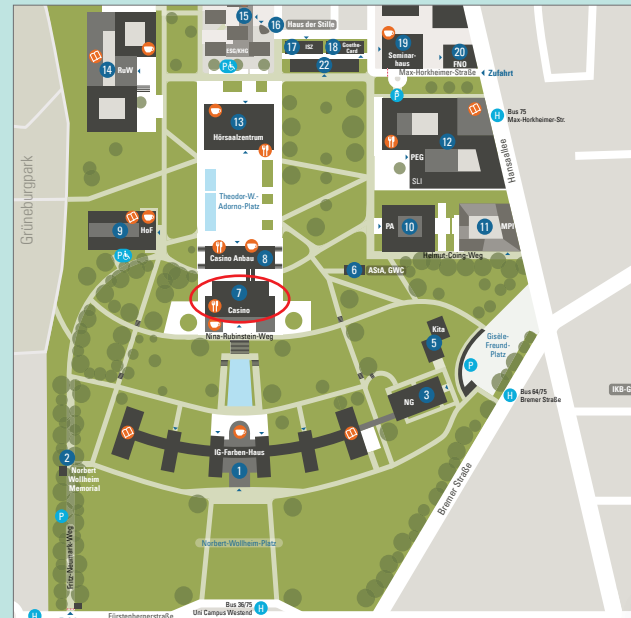 15
16
Haus der Stille
ESG/KHG
17
ISZ
18
Goethe-
Card
22
19
Seminar-
haus
20
FNO
14
RuW
P
Max-Horkheimer-Straße
Zufahrt
β
H
Bus 75
Max-Horkheimer-Str.
13
Hörsaalzentrum
12
PEG
SLI
Hansaallee
Grüneburgpark
Theodor-W.-
Adorno-Platz
9
HoF
P
PA
10
11
MPI
Helmut-Coing-Weg
Casino Anbau
8
6
AStA, GWC
7
Casino
Nina-Rubinstein-Weg
Kita
5
Gisèle-
Freund-
Platz
P
NG
3
H
Bus 64/75
Bremer Straße
IKB-G
IG-Farben-Haus
1
2
Norbert
Wollheim
Memorial
P
Fritz-Neumark-Weg
Bremer Straße
Norbert-Wollheim-Platz
H
Fürstenbergerstraße
Bus 36/75
Uni Campus Westend
H